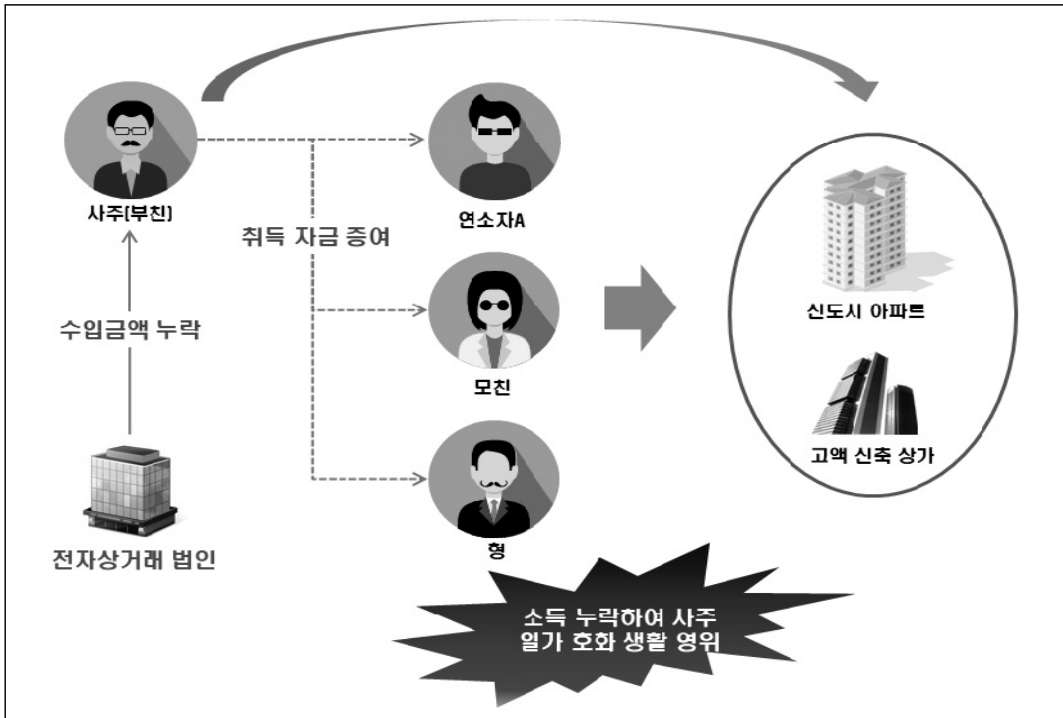 사주[부친]
연소자A
취득 자금 증여
신도시 아파트
수입금액 누락
모친
고액 신축 상가
전자상거래 법인
형
소득 누락하여 사주
일가 호화 생활 영위